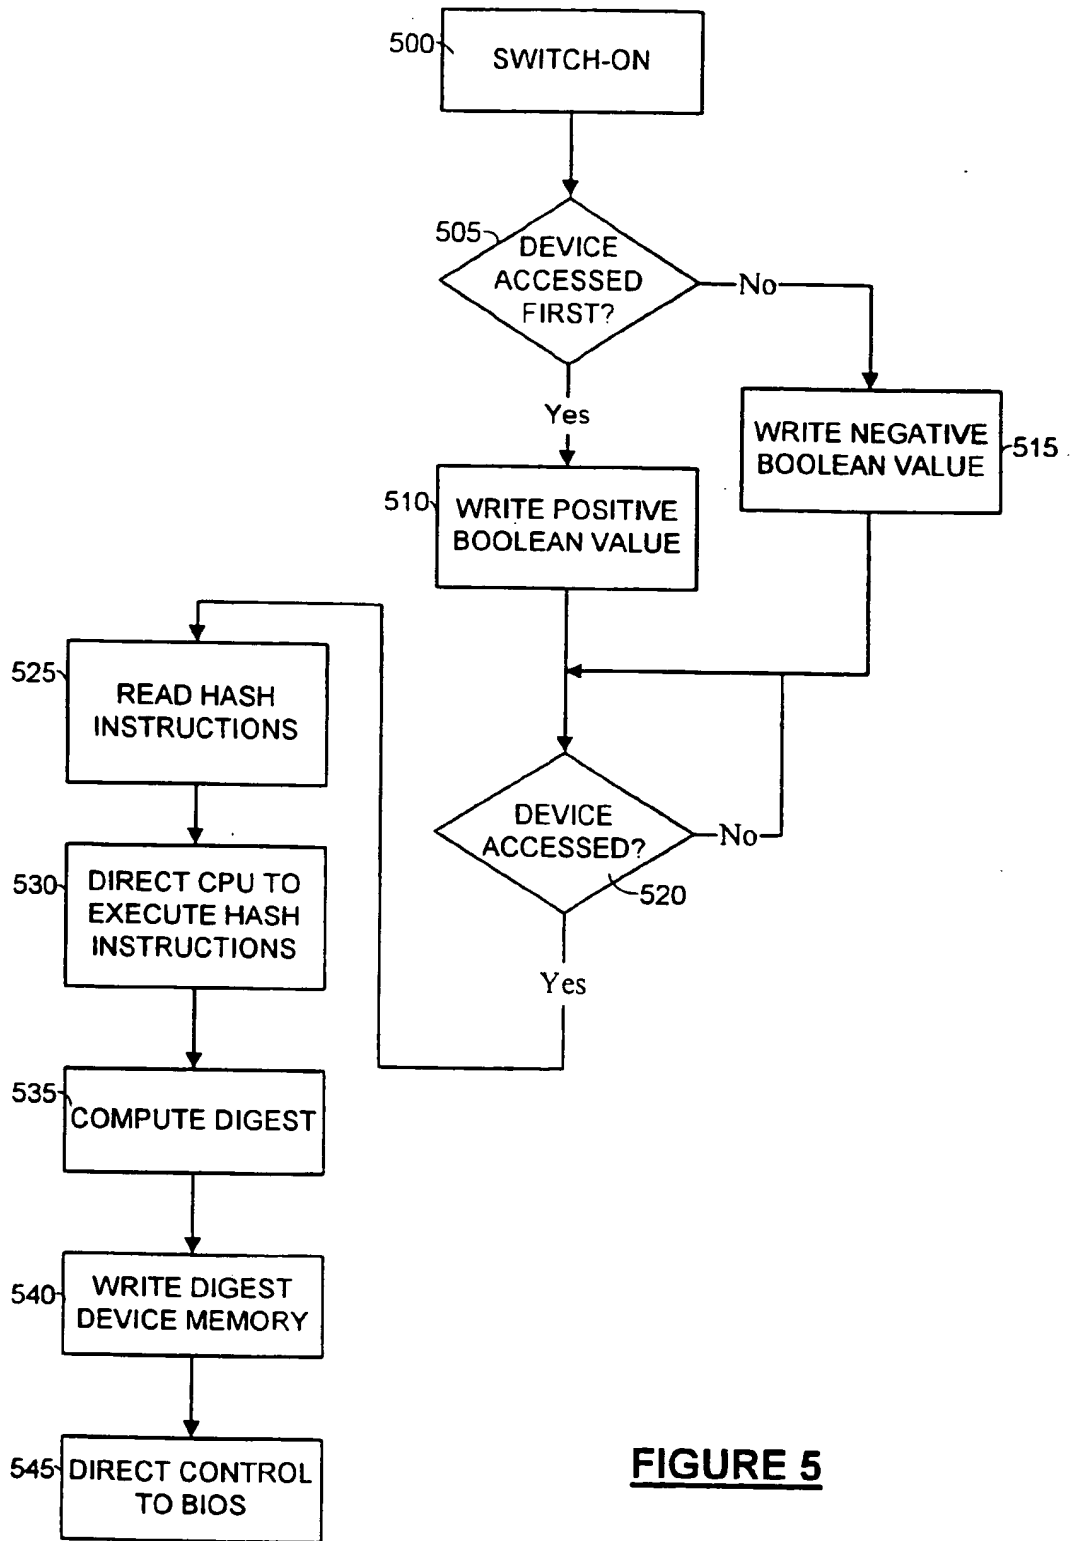 500
SWITCH-ON
505
DEVICE
ACCESSED
FIRST?
No
Yes
WRITE NEGATIVE
BOOLEAN VALUE
515
510
WRITE POSITIVE
BOOLEAN VALUE
525
READ HASH
INSTRUCTIONS
DEVICE
ACCESSED?
No
520
Yes
530
DIRECT CPU TO
EXECUTE HASH
INSTRUCTIONS
535
COMPUTE DIGEST
540
WRITE DIGEST
DEVICE MEMORY
545
DIRECT CONTROL
TO BIOS
FIGURE 5